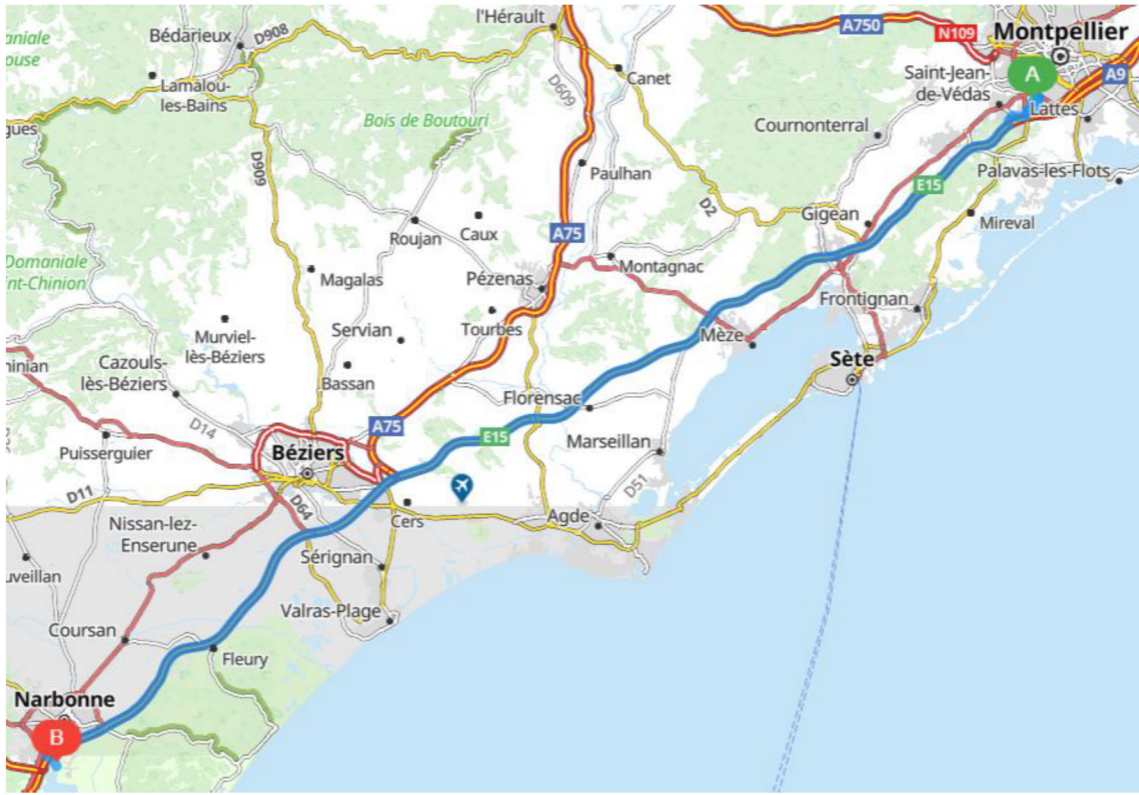 l'Hérault
A750
Montpellier
N109
D908
Bédarieux
A75
D609
Canet
Saint-Jean-
de-Védas
A
A9
Lattes
Lamalou-
les-Bains
Bois de Boutouri
Cournonterral
D909
Paulhan
E15
Palavas-les-Flots
D2
Gigean
Mireval
Roujan
Caux
A75
Magalas
Pézenas
Montagnac
Frontignan
Murviel-
lès-Béziers
Servian
Tourbes
Mèze
Sète
Cazouls-
lès-Béziers
Bassan
Florensac
D14
A75
E15
Marseillan
Puisserguier
Béziers
D51
D11
D64
Cers
Agde
Nissan-lez-
Enserune
Sérignan
Valras-Plage
Coursan
Fleury
Narbonne
B